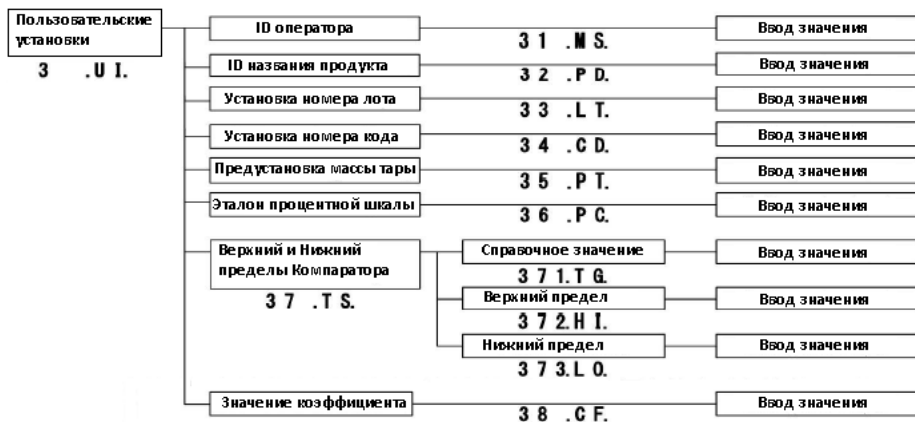 Пользовательские
установки
3 .U I.
ID оператора
3 1 .M S.
Ввод значения
ID названия продукта
3 2 .P D.
Ввод значения
Установка номера лота
3 3 .L T.
Ввод значения
Установка номера кода
3 4 .C D.
Ввод значения
Предустановка массы тары
3 5 .P T.
Ввод значения
Эталон процентной шкалы
3 6 .P C.
Ввод значения
Верхний и Нижний
пределы Компаратора
3 7 .T S.
Справочное значение
3 7 1.T G.
Ввод значения
Верхний предел
3 7 2.H I.
Ввод значения
Нижний предел
3 7 3.L O.
Ввод значения
Значение коэффициента
3 8 .C F.
Ввод значения